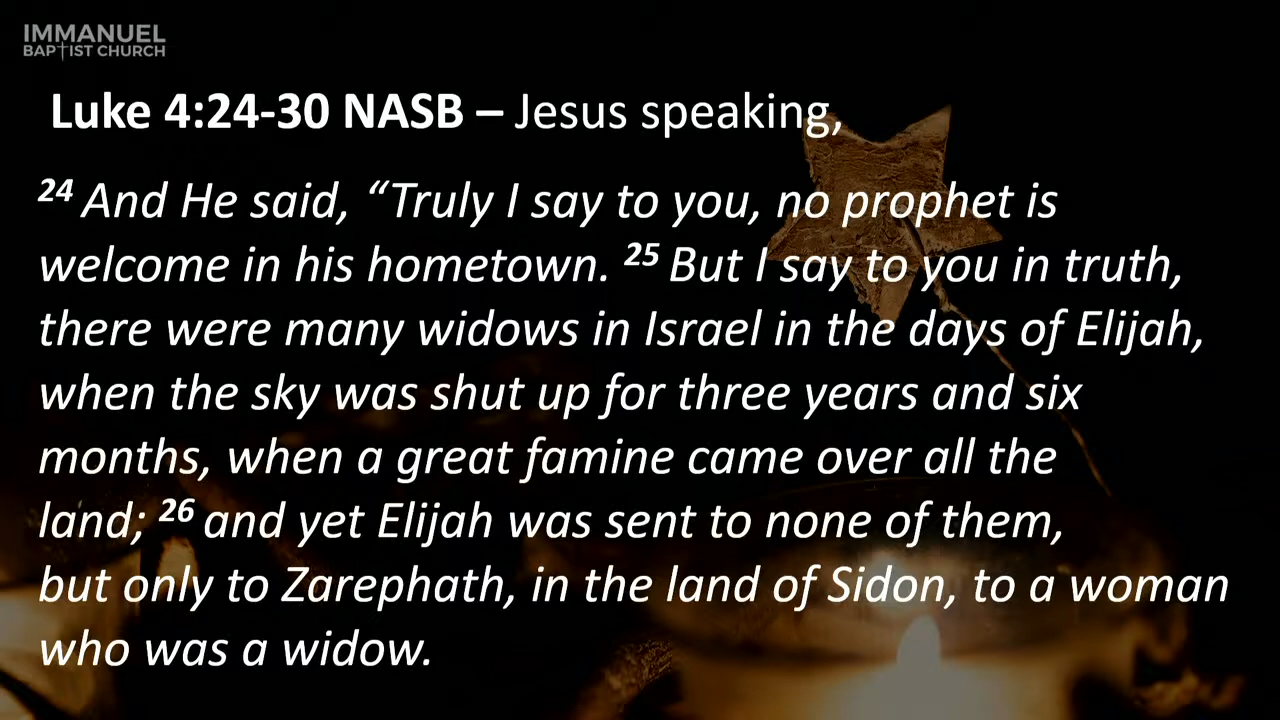 IMMANUEL
BAPTIST CHURCH
Luke 4:24-30 NASB – Jesus speaking,
24 And He said, “Truly I say to you, no prophet is
welcome in his hometown. 25 But I say to you in truth,
there were many widows in Israel in the days of Elijah,
when the sky was shut up for three years and six
months, when a great famine came over all the
land; 26 and yet Elijah was sent to none of them,
but only to Zarephath, in the land of Sidon, to a woman
who was a widow.